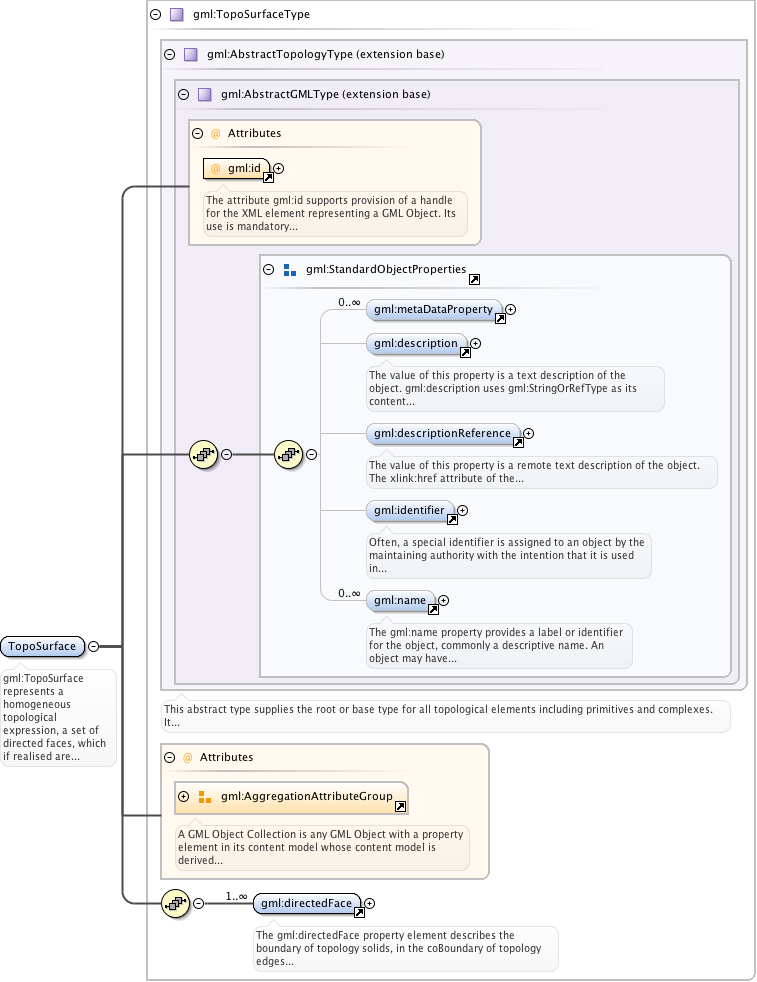 gml:TopoSurfaceType
gml:AbstractTopologyType (extension base)
gml:AbstractGMLType (extension base)
@ Attributes
@ gml:id
The attribute gml:id supports provision of a handle
for the XML element representing a GML Object. Its
use is mandatory...
gml:StandardObjectProperties
0..∞
gml:metaDataProperty
gml:description
The value of this property is a text description of the
object. gml:description uses gml:StringOrRefType as its
content...
gml:descriptionReference
The value of this property is a remote text description of the object.
The xlink:href attribute of the...
gml:identifier
Often, a special identifier is assigned to an object by the
maintaining authority with the intention that it is used
in...
0..∞
gml:name
The gml:name property provides a label or identifier
for the object, commonly a descriptive name. An
object may have...
TopoSurface
gml:TopoSurface
represents a
homogeneous
topological
expression, a set of
directed faces, which
if realised are...
This abstract type supplies the root or base type for all topological elements including primitives and complexes.
It...
@ Attributes
gml:AggregationAttributeGroup
A GML Object Collection is any GML Object with a property
element in its content model whose content model is
derived...
1..∞
gml:directedFace
The gml:directedFace property element describes the
boundary of topology solids, in the coBoundary of topology
edges...